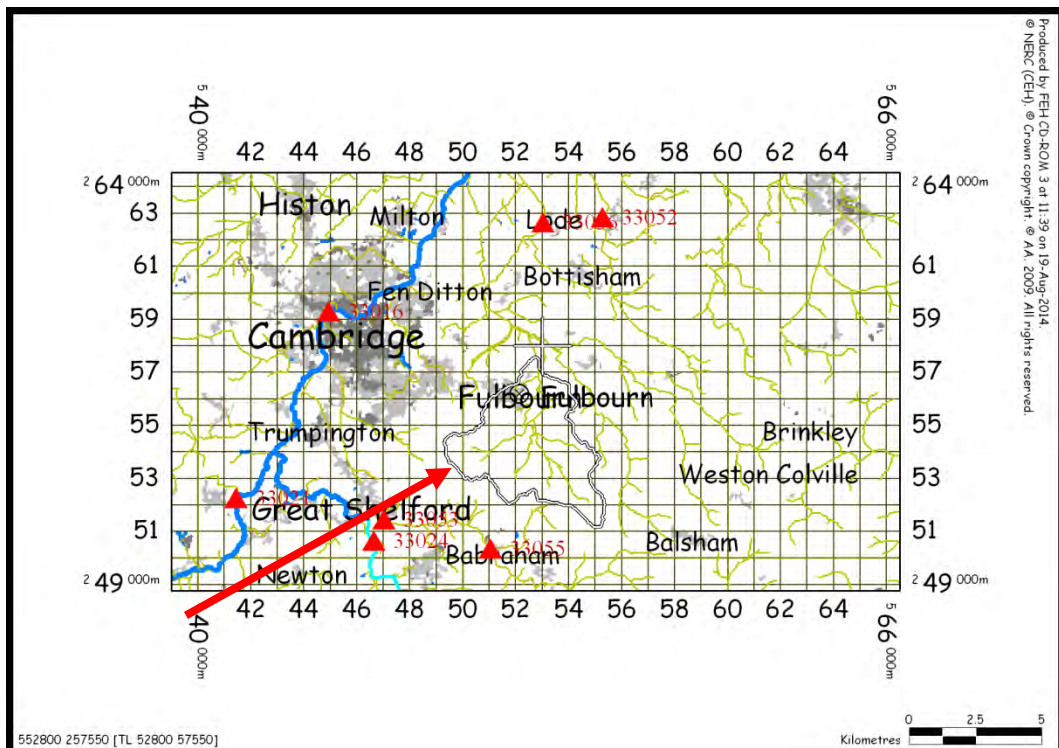 5 40 000m
5 66 000m
42 44 46 48 50 52 54 56 58 60 62 64
2 64 000m
2 64 000m
Histon
Milton
Lode
33052
63
63
61
61
Bottisham
Fen Ditton
59
59
33016
Cambridge
57
57
Fulbourn
Fulbourn
55
55
Trumpington
Brinkley
53
53
Weston Colville
Great Shelford
33053
51
51
33024
Babraham
33055
Balsham
2 49 000m
2 49 000m
Newton
42 44 46 48 50 52 54 56 58 60 62 64
5 40 000m
5 66 000m
Produced by FEH CD-ROM 3 at 11:39 on 19-Aug-2014.
© NERC (CEH). © Crown copyright. © AA. 2009. All rights reserved.
552800 257550 [TL 52800 57550]
Kilometres
0 2.5 5